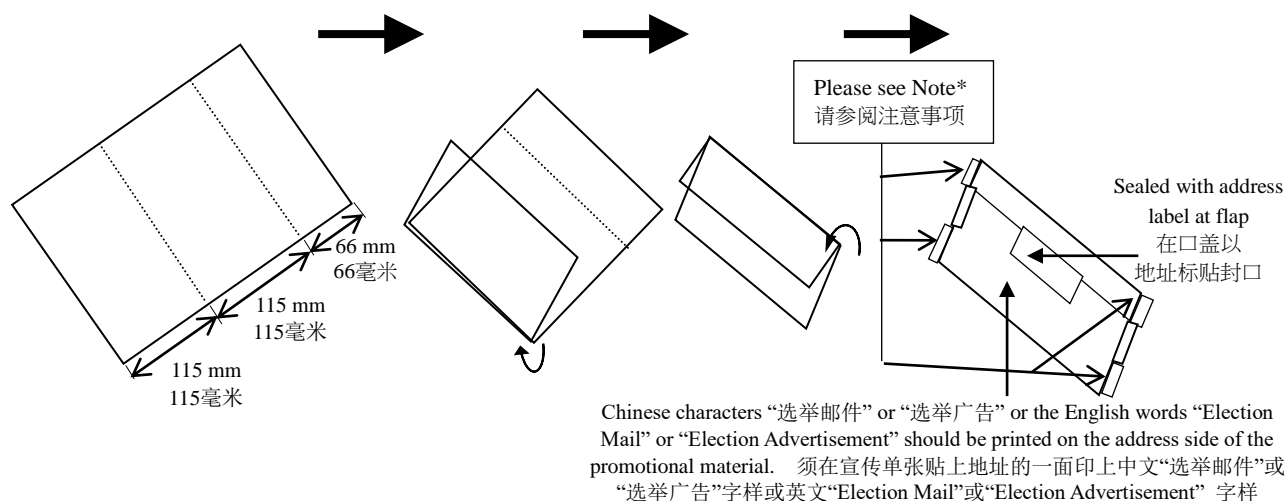 Please see Note*
请参阅注意事项
Sealed with address
label at flap
在口盖以
地址标贴封口
66 mm
66毫米
115 mm
115毫米
115 mm
115毫米
Chinese characters “选举邮件” or “选举广告” or the English words “Election
Mail” or “Election Advertisement” should be printed on the address side of the
promotional material. 须在宣传单张贴上地址的一面印上中文“选举邮件”或
“选举广告”字样或英文“Election Mail”或“Election Advertisement” 字样